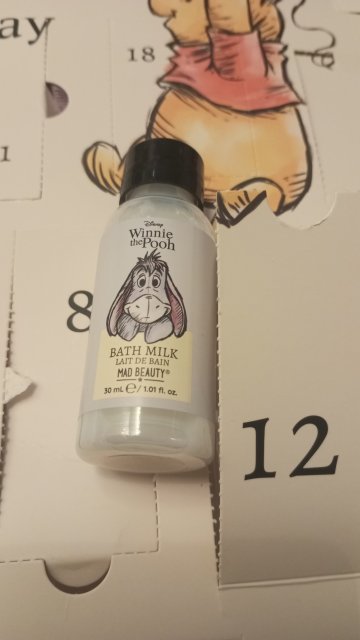 ay
18
1
8
Disney
Winnie
the Pooh
BATH MILK
LAIT DE BAIN
MAD BEAUTY®
30 mL ℮/1.01 fl. oz.
12